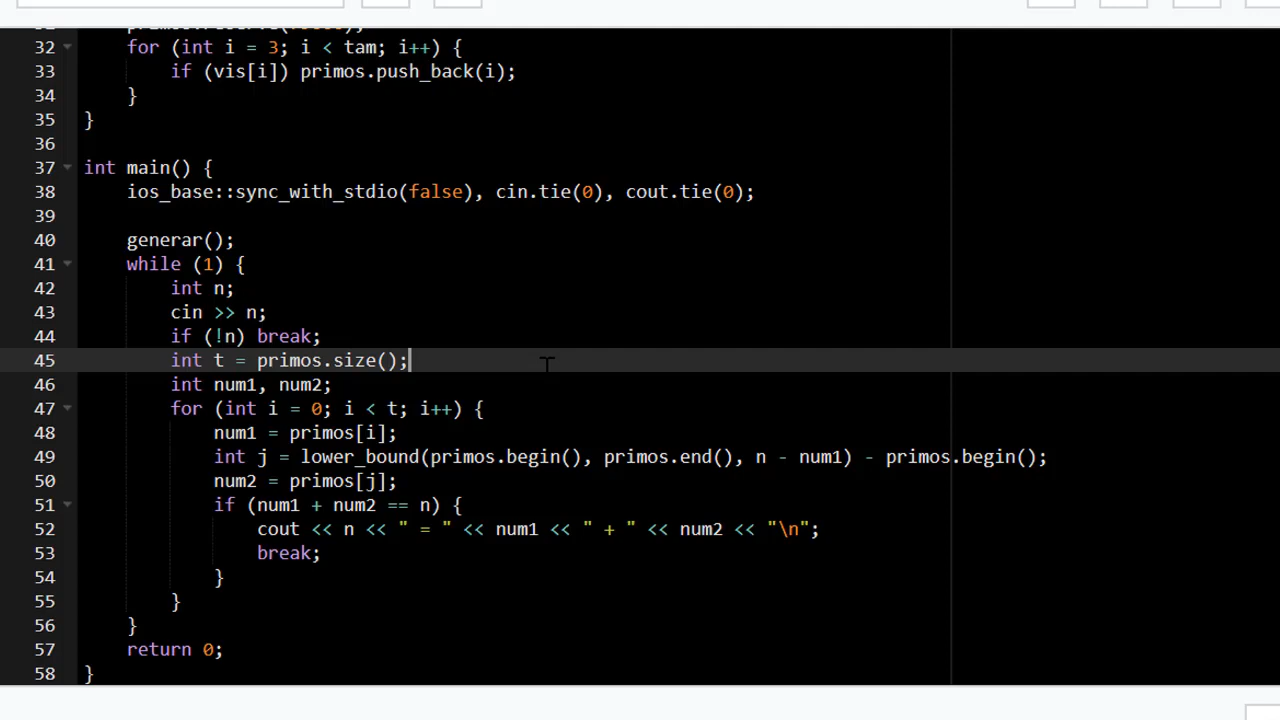 32 for (int i = 3; i < tam; i++) {
33 if (vis[i]) primos.push_back(i);
34 }
35 }
36
37 int main() {
38 ios_base::sync_with_stdio(false), cin.tie(0), cout.tie(0);
39
40 generar();
41 while (1) {
42 int n;
43 cin >> n;
44 if (!n) break;
45 int t = primos.size();
46 int num1, num2;
47 for (int i = 0; i < t; i++) {
48 num1 = primos[i];
49 int j = lower_bound(primos.begin(), primos.end(), n - num1) - primos.begin();
50 num2 = primos[j];
51 if (num1 + num2 == n) {
52 cout << n << " = " << num1 << " + " << num2 << "\n";
53 break;
54 }
55 }
56 }
57 return 0;
58 }